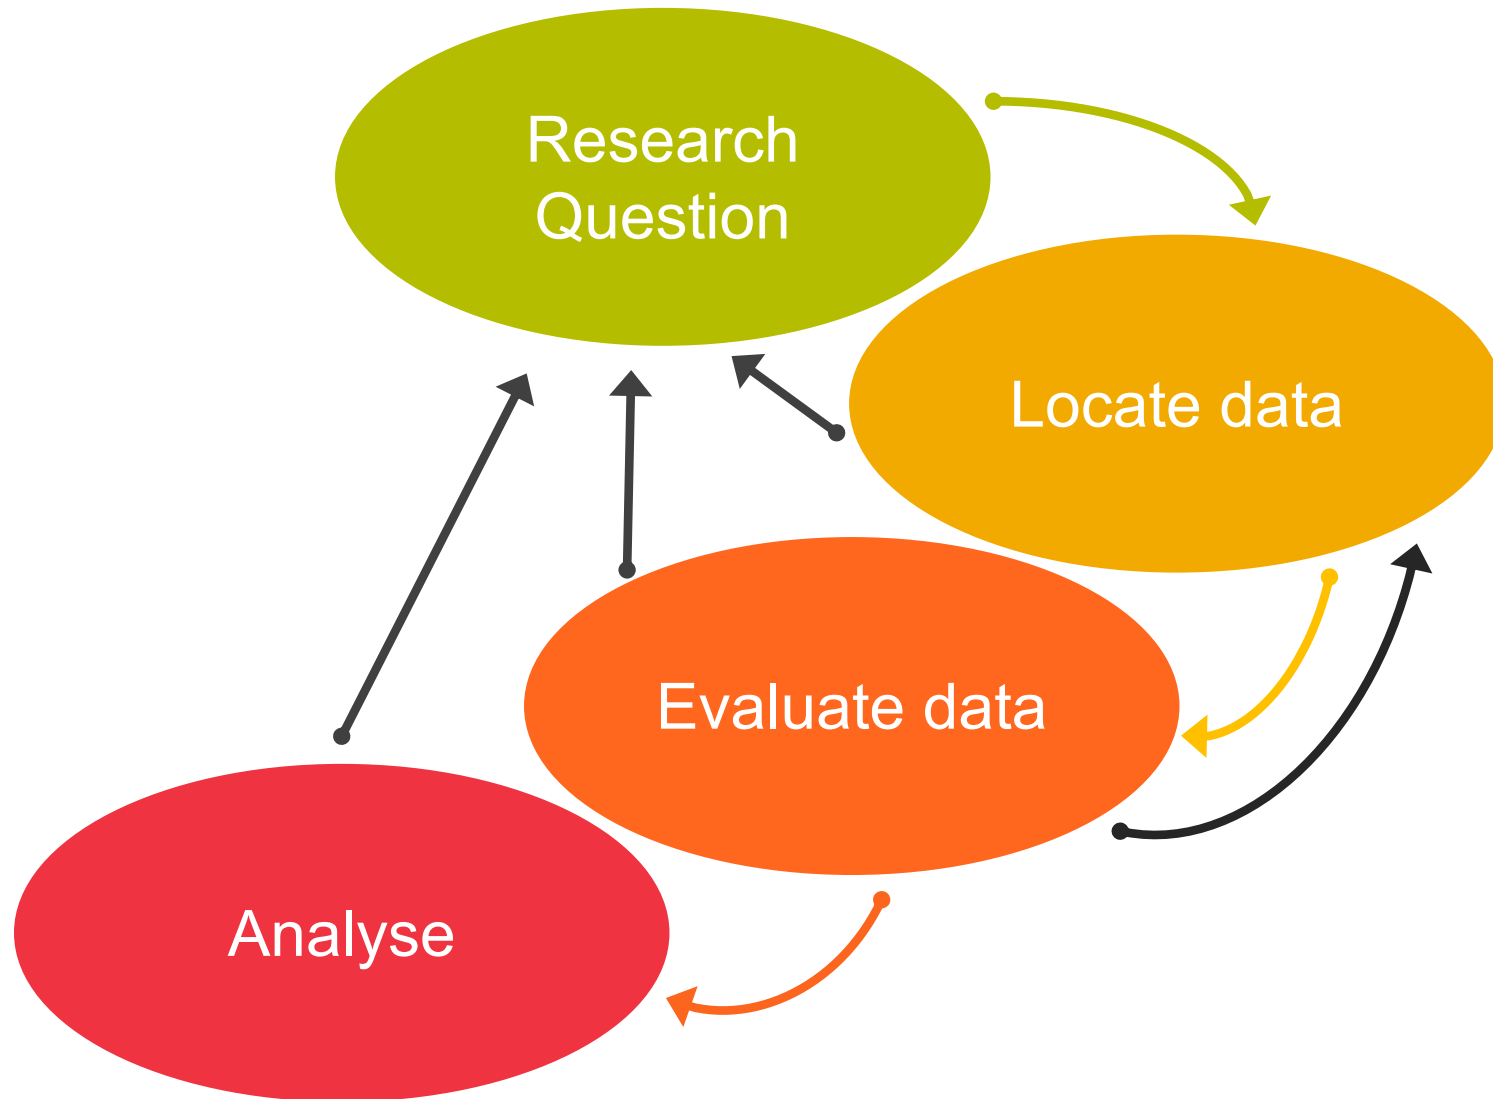 Research
Question
Locate data
Evaluate data
Analyse